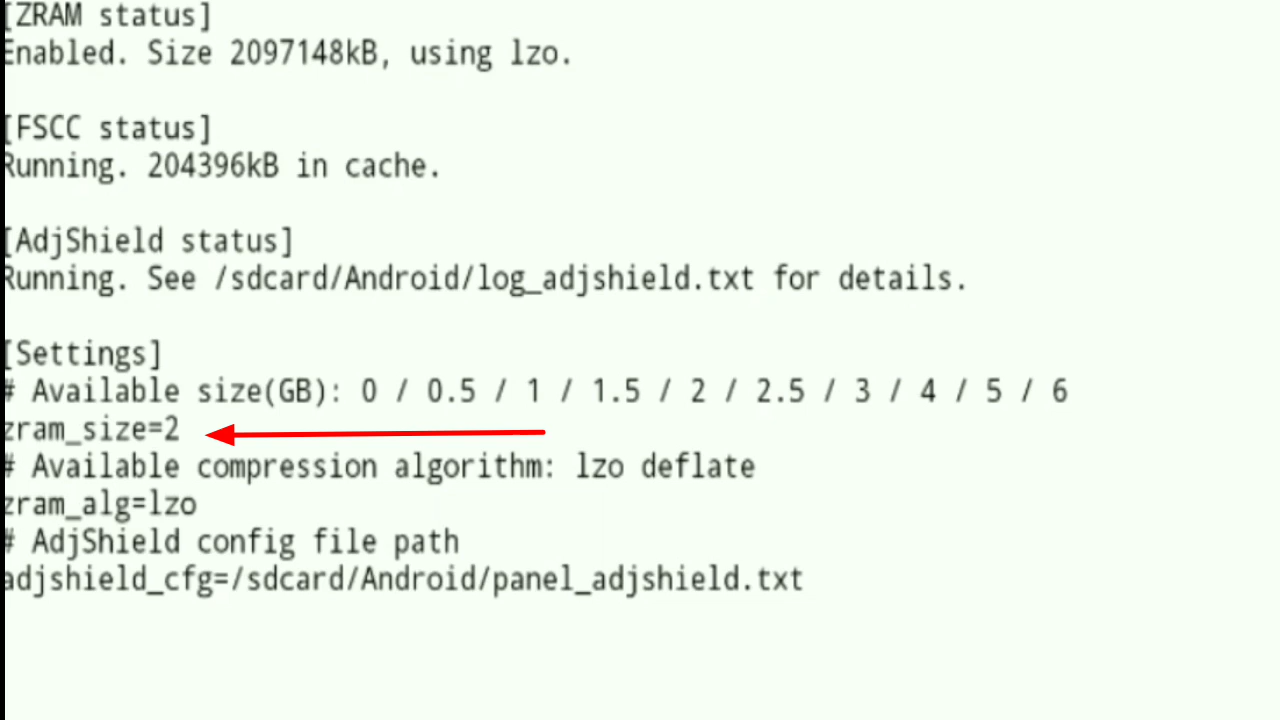 [ZRAM status]
Enabled. Size 2097148kB, using lzo.
[FSCC status]
Running. 204396kB in cache.
[AdjShield status]
Running. See /sdcard/Android/log_adjshield.txt for details.
[Settings]
# Available size(GB): 0 / 0.5 / 1 / 1.5 / 2 / 2.5 / 3 / 4 / 5 / 6
zram_size=2
# Available compression algorithm: lzo deflate
zram_alg=lzo
# AdjShield config file path
adjshield_cfg=/sdcard/Android/panel_adjshield.txt